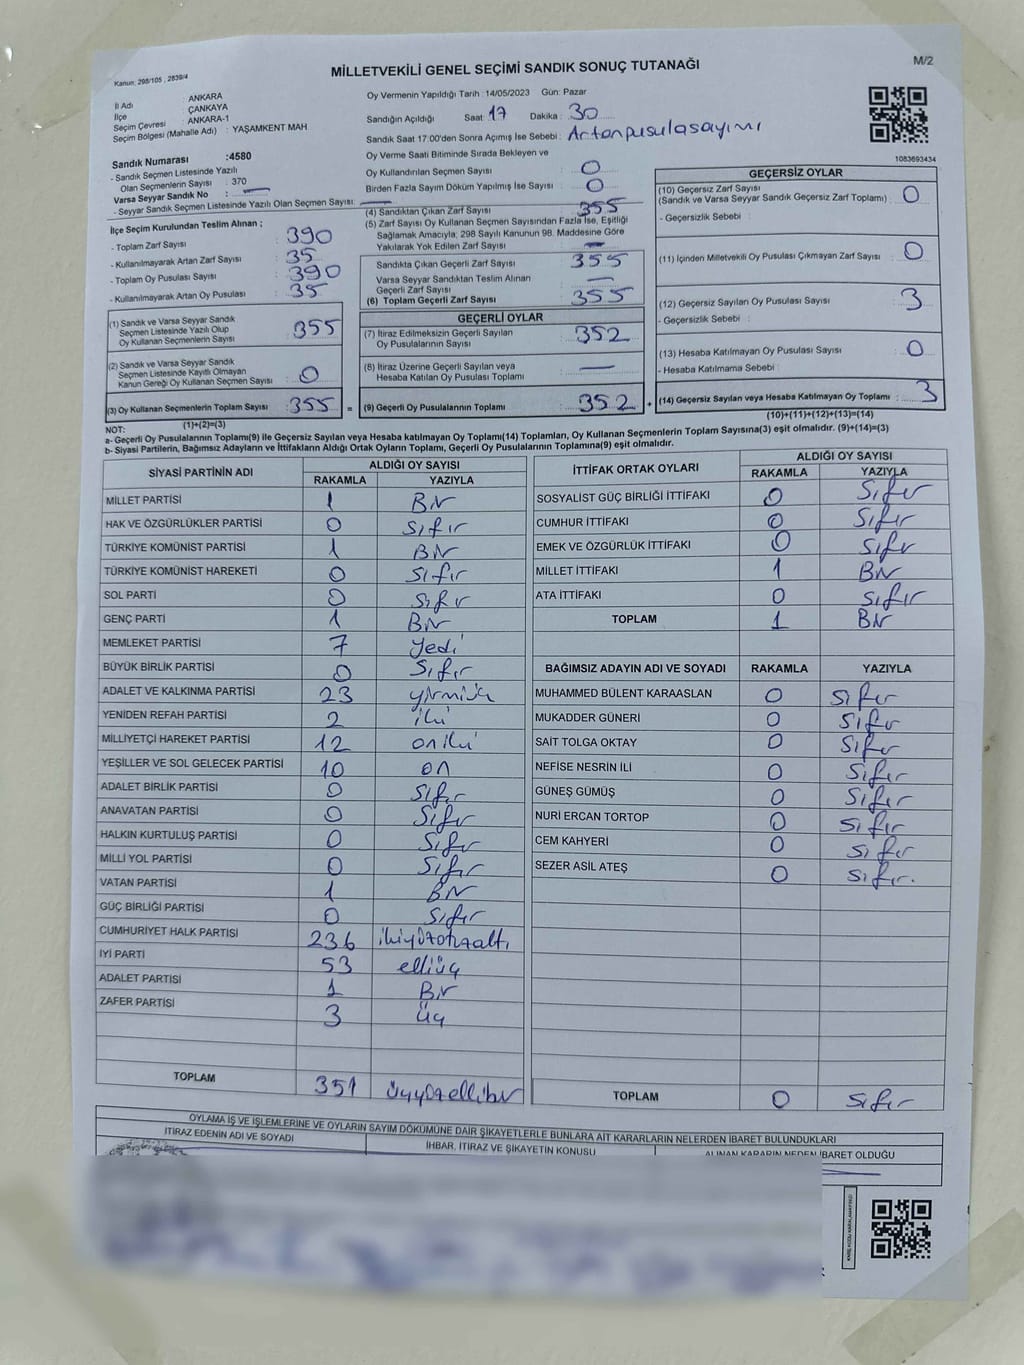 Kanun: 298/105 , 2839/4
MİLLETVEKİLİ GENEL SEÇİMİ SANDIK SONUÇ TUTANAĞI
M/2
İl Adı : ANKARA
İlçe : ÇANKAYA
Seçim Çevresi : ANKARA-1
Seçim Bölgesi (Mahalle Adı) : YAŞAMKENT MAH
Sandık Numarası :4580
- Sandık Seçmen Listesinde Yazılı
Olan Seçmenlerin Sayısı : 370
Varsa Seyyar Sandık No : —
- Seyyar Sandık Seçmen Listesinde Yazılı Olan Seçmen Sayısı: —
Oy Vermenin Yapıldığı Tarih :14/05/2023 Gün: Pazar
Sandığın Açıldığı Saat: 17 Dakika : 30
Sandık Saat 17:00'den Sonra Açımış İse Sebebi : Artanpusulasayımı
Oy Verme Saati Bitiminde Sırada Bekleyen ve
Oy Kullandırılan Seçmen Sayısı : 0
Birden Fazla Sayım Döküm Yapılmış İse Sayısı : 0
1083693434
İlçe Seçim Kurulundan Teslim Alınan ;
- Toplam Zarf Sayısı : 390
- Kullanılmayarak Artan Zarf Sayısı : 35
- Toplam Oy Pusulası Sayısı : 390
- Kullanılmayarak Artan Oy Pusulası : 35
(1) Sandık ve Varsa Seyyar Sandık
Seçmen Listesinde Yazılı Olup
Oy Kullanan Seçmenlerin Sayısı : 355
(2) Sandık ve Varsa Seyyar Sandık
Seçmen Listesinde Kayıtlı Olmayan
Kanun Gereği Oy Kullanan Seçmen Sayısı : 0
(3) Oy Kullanan Seçmenlerin Toplam Sayısı : 355 =
(1)+(2)=(3)
(4) Sandıktan Çıkan Zarf Sayısı : 355
(5) Zarf Sayısı Oy Kullanan Seçmen Sayısından Fazla İse, Eşitliği
Sağlamak Amacıyla; 298 Sayılı Kanunun 98. Maddesine Göre
Yakılarak Yok Edilen Zarf Sayısı : —
Sandıkta Çıkan Geçerli Zarf Sayısı : 355
Varsa Seyyar Sandıktan Teslim Alınan
Geçerli Zarf Sayısı : —
(6) Toplam Geçerli Zarf Sayısı : 355
GEÇERLİ OYLAR
(7) İtiraz Edilmeksizin Geçerli Sayılan
Oy Pusulalarının Sayısı : 352
(8) İtiraz Üzerine Geçerli Sayılan veya
Hesaba Katılan Oy Pusulası Toplamı : —
(9) Geçerli Oy Pusulalarının Toplamı : 352 +
GEÇERSİZ OYLAR
(10) Geçersiz Zarf Sayısı
(Sandık ve Varsa Seyyar Sandık Geçersiz Zarf Toplamı) : 0
- Geçersizlik Sebebi :
(11) İçinden Milletvekili Oy Pusulası Çıkmayan Zarf Sayısı : 0
(12) Geçersiz Sayılan Oy Pusulası Sayısı : 3
- Geçersizlik Sebebi :
(13) Hesaba Katılmayan Oy Pusulası Sayısı : 0
- Hesaba Katılmama Sebebi :
(14) Geçersiz Sayılan veya Hesaba Katılmayan Oy Toplamı : 3
(10)+(11)+(12)+(13)=(14)
NOT:
a- Geçerli Oy Pusulalarının Toplamı(9) ile Geçersiz Sayılan veya Hesaba katılmayan Oy Toplamı(14) Toplamları, Oy Kullanan Seçmenlerin Toplam Sayısına(3) eşit olmalıdır. (9)+(14)=(3)
b- Siyasi Partilerin, Bağımsız Adayların ve İttifakların Aldığı Ortak Oyların Toplamı, Geçerli Oy Pusulalarının Toplamına(9) eşit olmalıdır.
SİYASİ PARTİNİN ADI ALDIĞI OY SAYISI
RAKAMLA YAZIYLA
MİLLET PARTİSİ 1 Bir
HAK VE ÖZGÜRLÜKLER PARTİSİ 0 Sıfır
TÜRKİYE KOMÜNİST PARTİSİ 1 Bir
TÜRKİYE KOMÜNİST HAREKETİ 0 Sıfır
SOL PARTİ 0 Sıfır
GENÇ PARTİ 1 Bir
MEMLEKET PARTİSİ 7 Yedi
BÜYÜK BİRLİK PARTİSİ 0 Sıfır
ADALET VE KALKINMA PARTİSİ 23 yirmiüç
YENİDEN REFAH PARTİSİ 2 iki
MİLLİYETÇİ HAREKET PARTİSİ 12 oniki
YEŞİLLER VE SOL GELECEK PARTİSİ 10 on
ADALET BİRLİK PARTİSİ 0 Sıfır
ANAVATAN PARTİSİ 0 Sıfır
HALKIN KURTULUŞ PARTİSİ 0 Sıfır
MİLLİ YOL PARTİSİ 0 Sıfır
VATAN PARTİSİ 1 Bir
GÜÇ BİRLİĞİ PARTİSİ 0 Sıfır
CUMHURİYET HALK PARTİSİ 236 ikiyüzotuzaltı
İYİ PARTİ 53 elliüç
ADALET PARTİSİ 1 Bir
ZAFER PARTİSİ 3 Üç
TOPLAM 351 üçyüzellibir
İTTİFAK ORTAK OYLARI ALDIĞI OY SAYISI
RAKAMLA YAZIYLA
SOSYALİST GÜÇ BİRLİĞİ İTTİFAKI 0 Sıfır
CUMHUR İTTİFAKI 0 Sıfır
EMEK VE ÖZGÜRLÜK İTTİFAKI 0 Sıfır
MİLLET İTTİFAKI 1 Bir
ATA İTTİFAKI 0 Sıfır
TOPLAM 1 Bir
BAĞIMSIZ ADAYIN ADI VE SOYADI RAKAMLA YAZIYLA
MUHAMMED BÜLENT KARAASLAN 0 Sıfır
MUKADDER GÜNERİ 0 Sıfır
SAİT TOLGA OKTAY 0 Sıfır
NEFİSE NESRİN İLİ 0 Sıfır
GÜNEŞ GÜMÜŞ 0 Sıfır
NURİ ERCAN TORTOP 0 Sıfır
CEM KAHYERİ 0 Sıfır
SEZER ASİL ATEŞ 0 Sıfır.
TOPLAM 0 Sıfır
OYLAMA İŞ VE İŞLEMLERİNE VE OYLARIN SAYIM DÖKÜMÜNE DAİR ŞİKAYETLERLE BUNLARA AİT KARARLARIN NELERDEN İBARET BULUNDUKLARI
İTİRAZ EDENİN ADI VE SOYADI İHBAR, İTİRAZ VE ŞİKAYETİN KONUSU ALINAN KARARIN NEDEN İBARET OLDUĞU